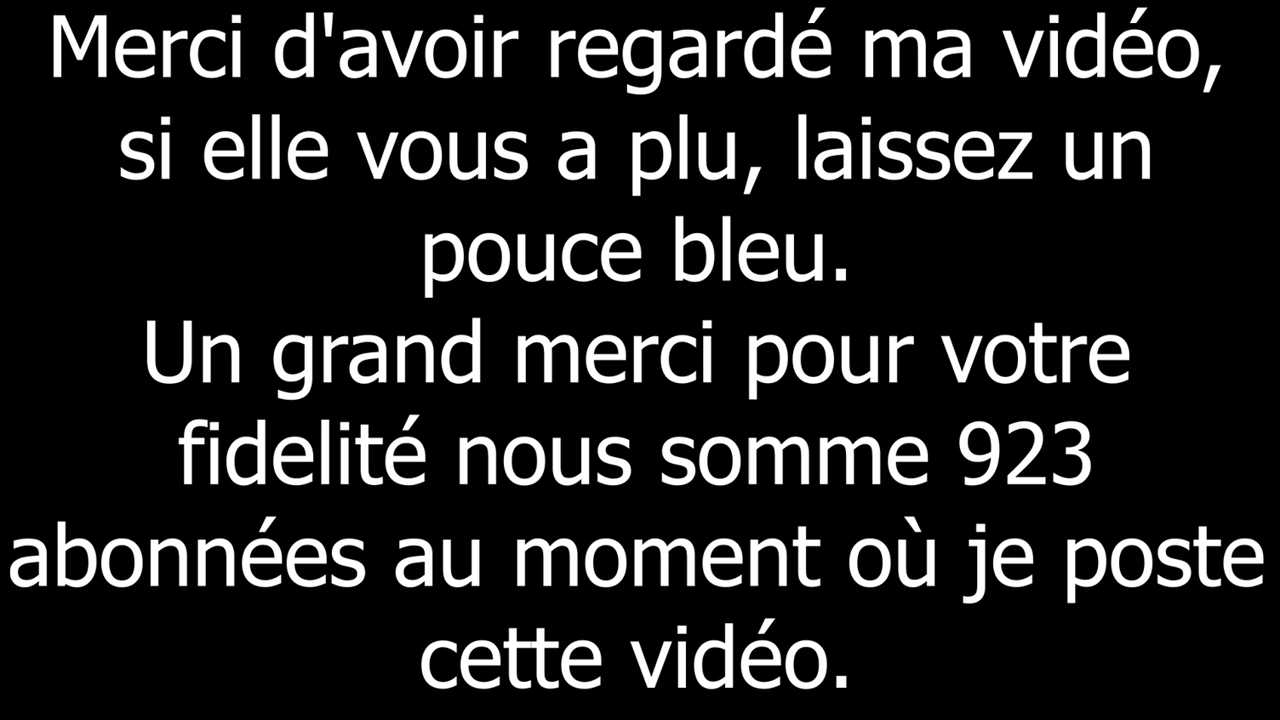 Merci d'avoir regardé ma vidéo,
si elle vous a plu, laissez un
pouce bleu.
Un grand merci pour votre
fidelité nous somme 923
abonnées au moment où je poste
cette vidéo.